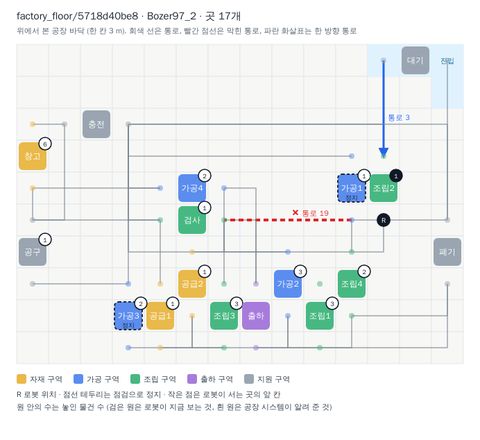 factory_floor/5718d40be8 · Bozer97_2 · 곳 17개
위에서 본 공장 바닥 (한 칸 3 m). 회색 선은 통로, 빨간 점선은 막힌 통로, 파란 화살표는 한 방향 통로
대기
진입
통로 3
충전
창고 6
가공4 2
가공1 1
정지
조립2 1
검사 1
✕ 통로 19
R
공구 1
폐기
공급2 1
가공2 3
조립4 2
가공3 2
정지
공급1 1
조립3 3
출하
조립1 3
자재 구역
가공 구역
조립 구역
출하 구역
지원 구역
R 로봇 위치 · 점선 테두리는 점검으로 정지 · 작은 점은 로봇이 서는 곳의 앞 칸
원 안의 수는 놓인 물건 수 (검은 원은 로봇이 지금 보는 것, 흰 원은 공장 시스템이 알려 준 것)